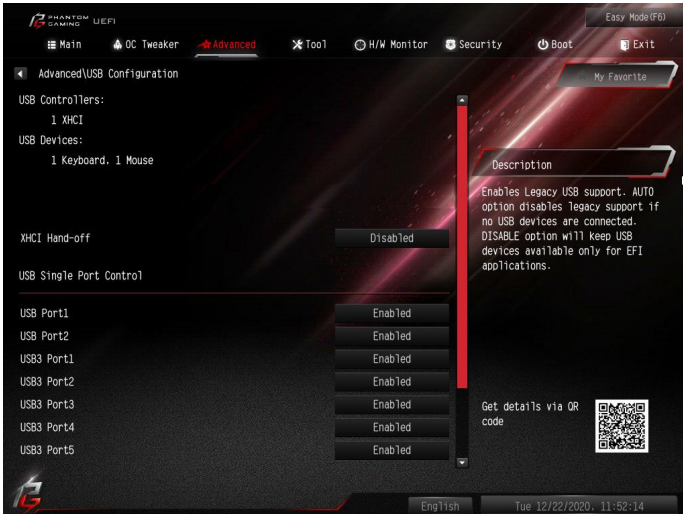 PHANTOM GAMING UEFI
Easy Mode(F6)
Main OC Tweaker Advanced Tool H/W Monitor Security Boot Exit
Advanced\USB Configuration
My Favorite
USB Controllers:
1 XHCI
USB Devices:
1 Keyboard, 1 Mouse
Description
Enables Legacy USB support. AUTO
option disables legacy support if
no USB devices are connected.
DISABLE option will keep USB
devices available only for EFI
applications.
XHCI Hand-off Disabled
USB Single Port Control
USB Port1 Enabled
USB Port2 Enabled
USB3 Port1 Enabled
USB3 Port2 Enabled
USB3 Port3 Enabled
USB3 Port4 Enabled
USB3 Port5 Enabled
Get details via QR
code
English
Tue 12/22/2020, 11:52:14